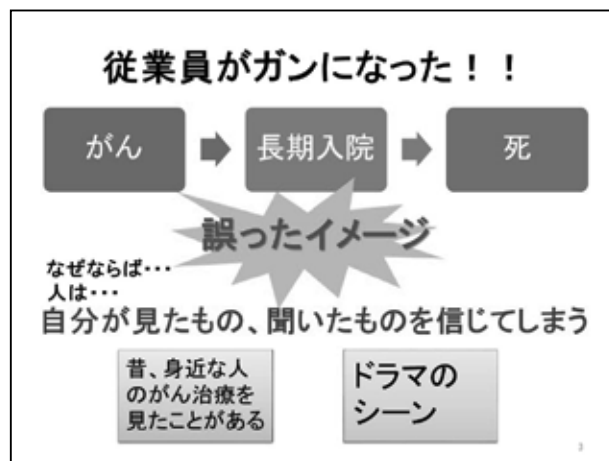 従業員がガンになった！！
がん
長期入院
死
誤ったイメージ
なぜならば・・・
人は・・・
自分が見たもの、聞いたものを信じてしまう
昔、身近な人
のがん治療を
見たことがある
ドラマの
シーン
3